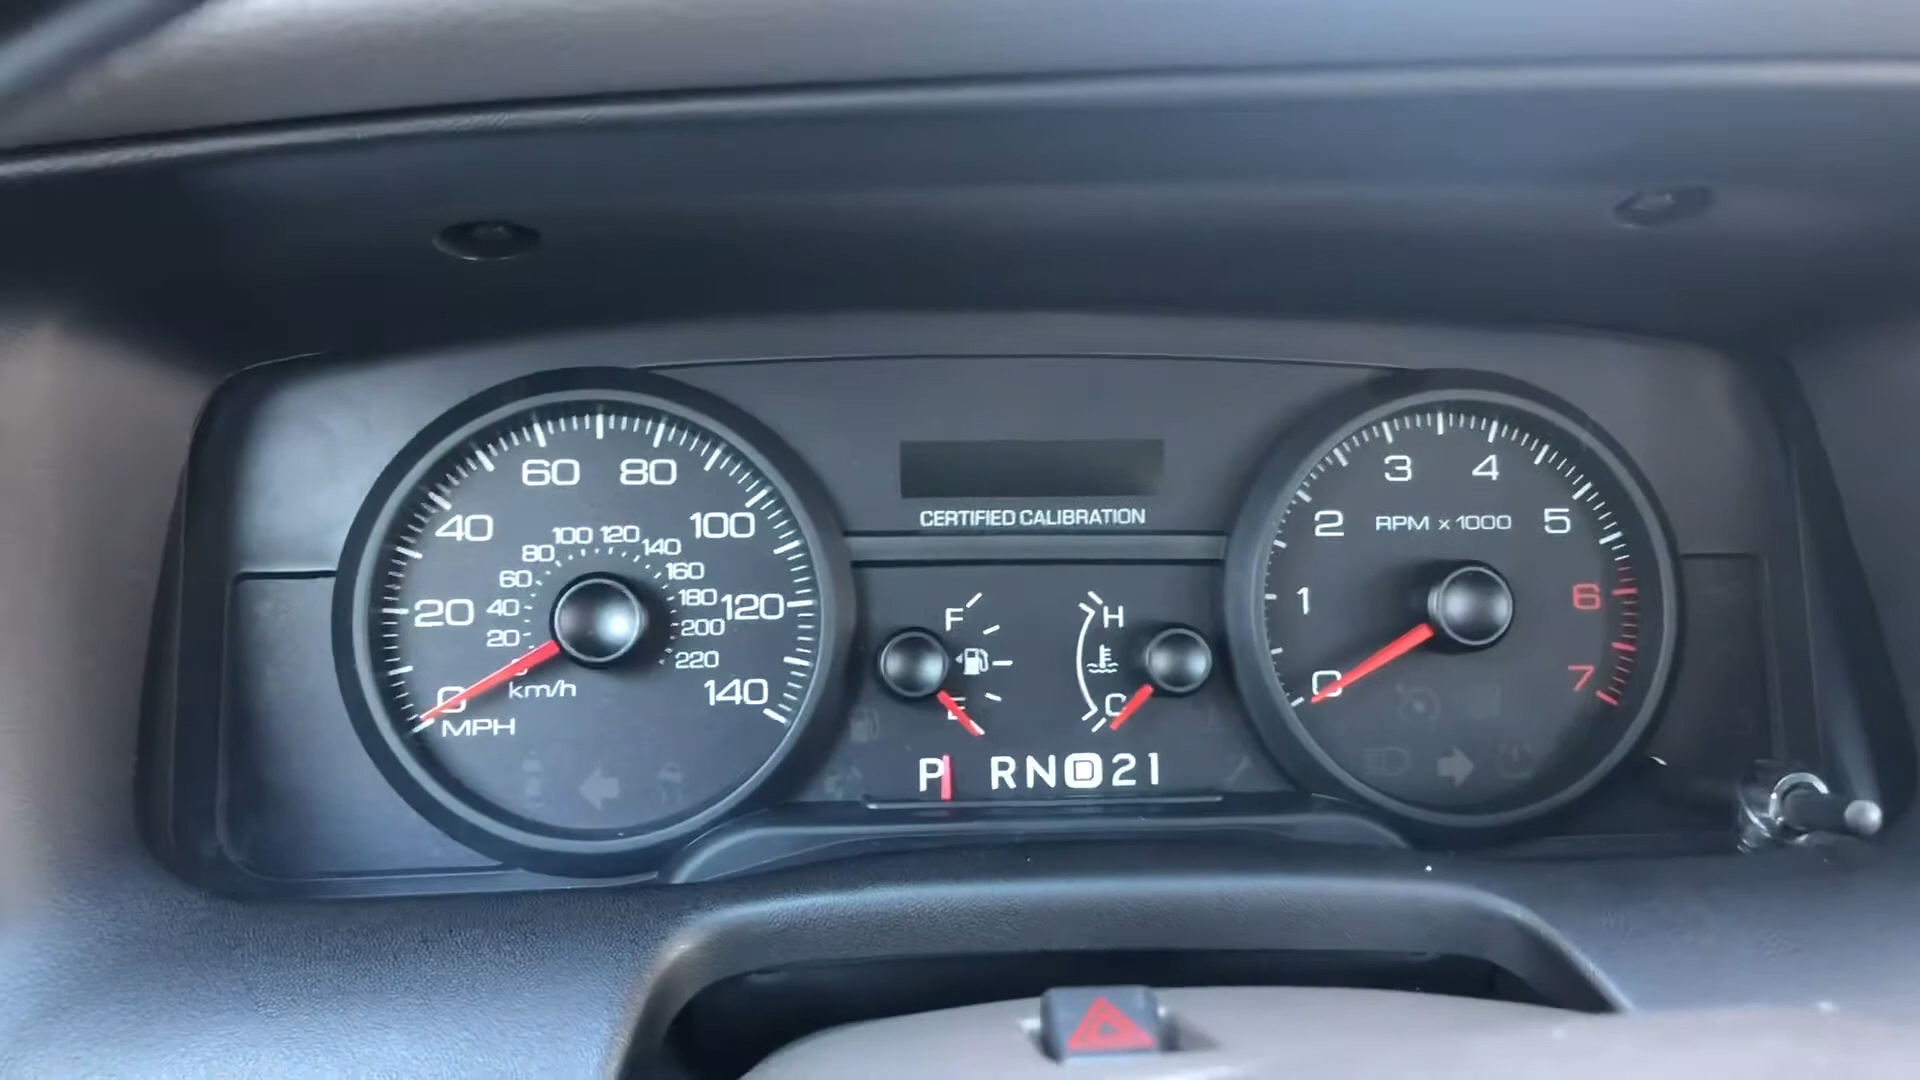 60 80
40 100
100 120
80 140
60 160
20 40 180 120
20 200
0 220
0 km/h 140
MPH
CERTIFIED CALIBRATION
F
E
H
C
P R N D 2 1
3 4
2 RPM x 1000 5
1 6
0 7